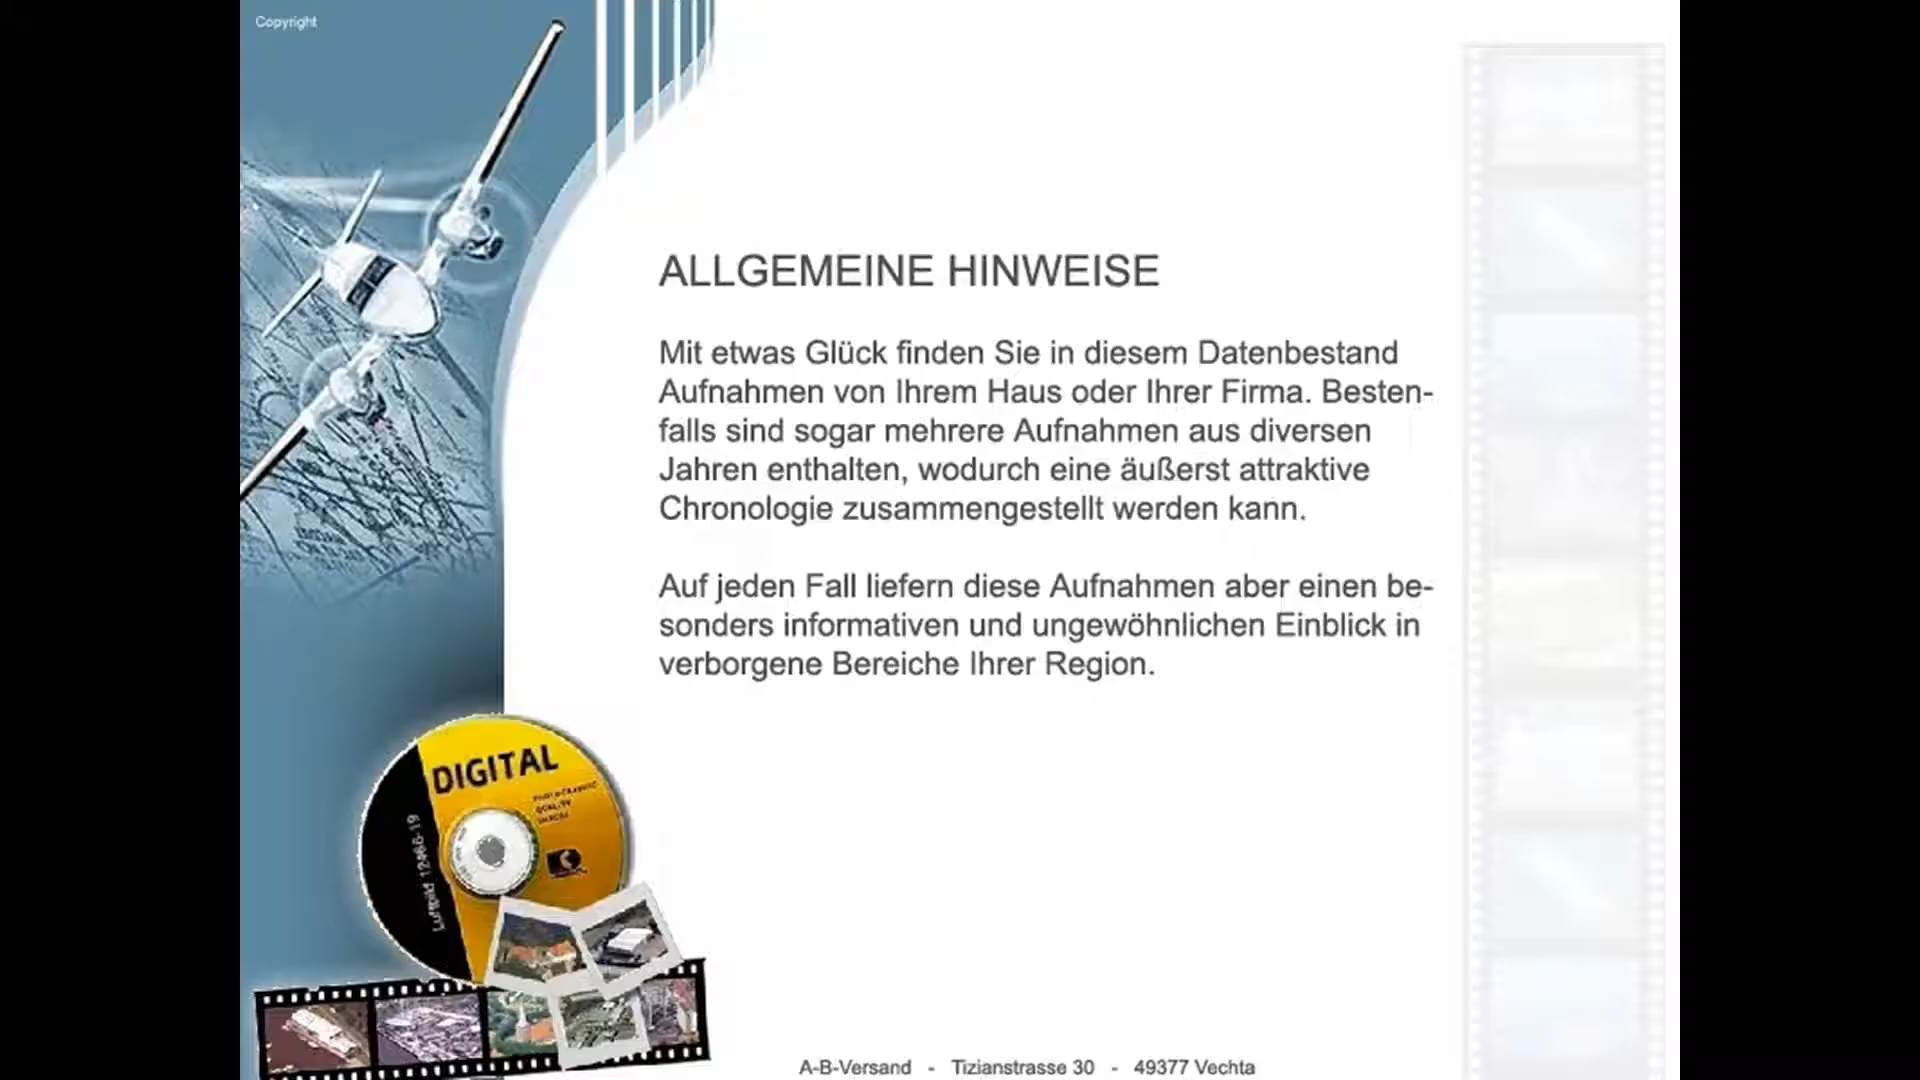 Copyright
ALLGEMEINE HINWEISE
Mit etwas Glück finden Sie in diesem Datenbestand
Aufnahmen von Ihrem Haus oder Ihrer Firma. Besten-
falls sind sogar mehrere Aufnahmen aus diversen
Jahren enthalten, wodurch eine äußerst attraktive
Chronologie zusammengestellt werden kann.
Auf jeden Fall liefern diese Aufnahmen aber einen be-
sonders informativen und ungewöhnlichen Einblick in
verborgene Bereiche Ihrer Region.
DIGITAL
QUALITY
Luftbild
A-B-Versand - Tizianstrasse 30 - 49377 Vechta